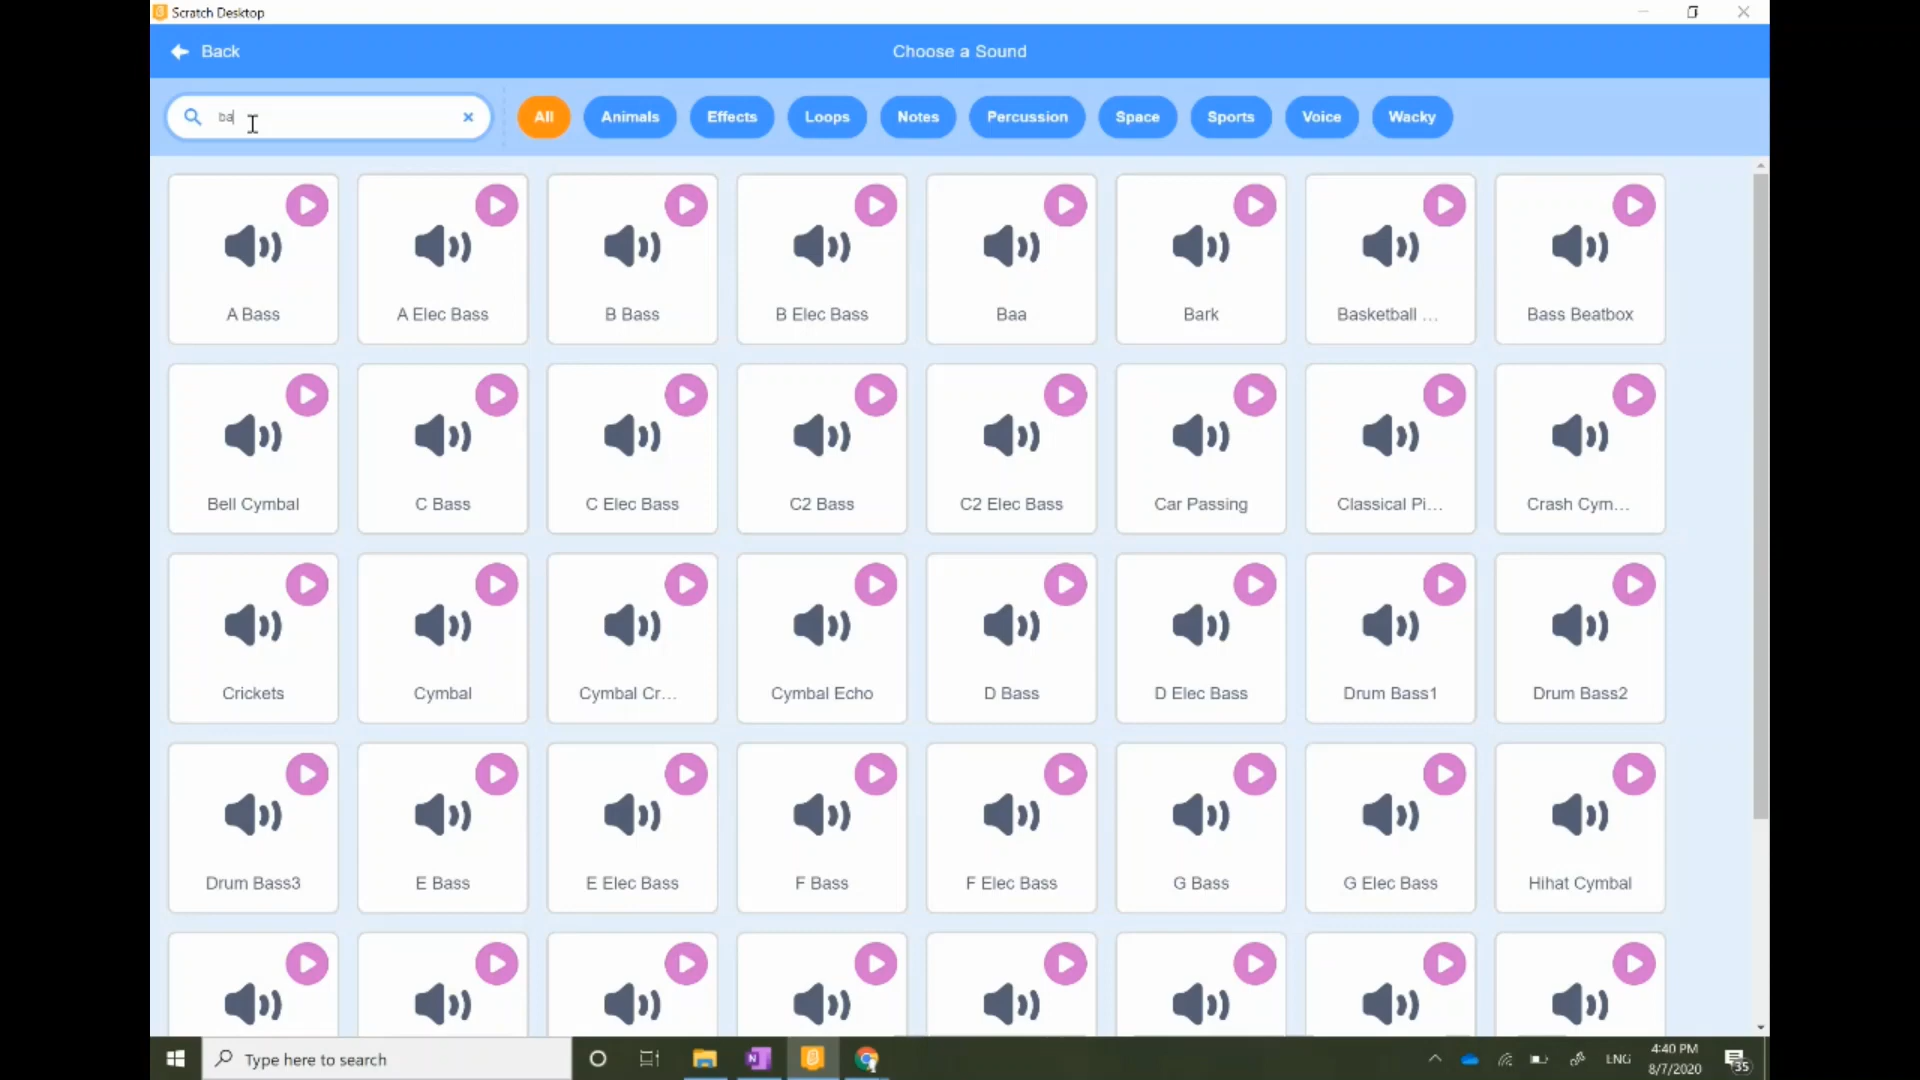 Scratch Desktop
Back
Choose a Sound
ba
All
Animals
Effects
Loops
Notes
Percussion
Space
Sports
Voice
Wacky
A Bass
A Elec Bass
B Bass
B Elec Bass
Baa
Bark
Basketball ...
Bass Beatbox
Bell Cymbal
C Bass
C Elec Bass
C2 Bass
C2 Elec Bass
Car Passing
Classical Pi...
Crash Cym...
Crickets
Cymbal
Cymbal Cr...
Cymbal Echo
D Bass
D Elec Bass
Drum Bass1
Drum Bass2
Drum Bass3
E Bass
E Elec Bass
F Bass
F Elec Bass
G Bass
G Elec Bass
Hihat Cymbal
Type here to search
N
ENG
4:40 PM
8/7/2020
35